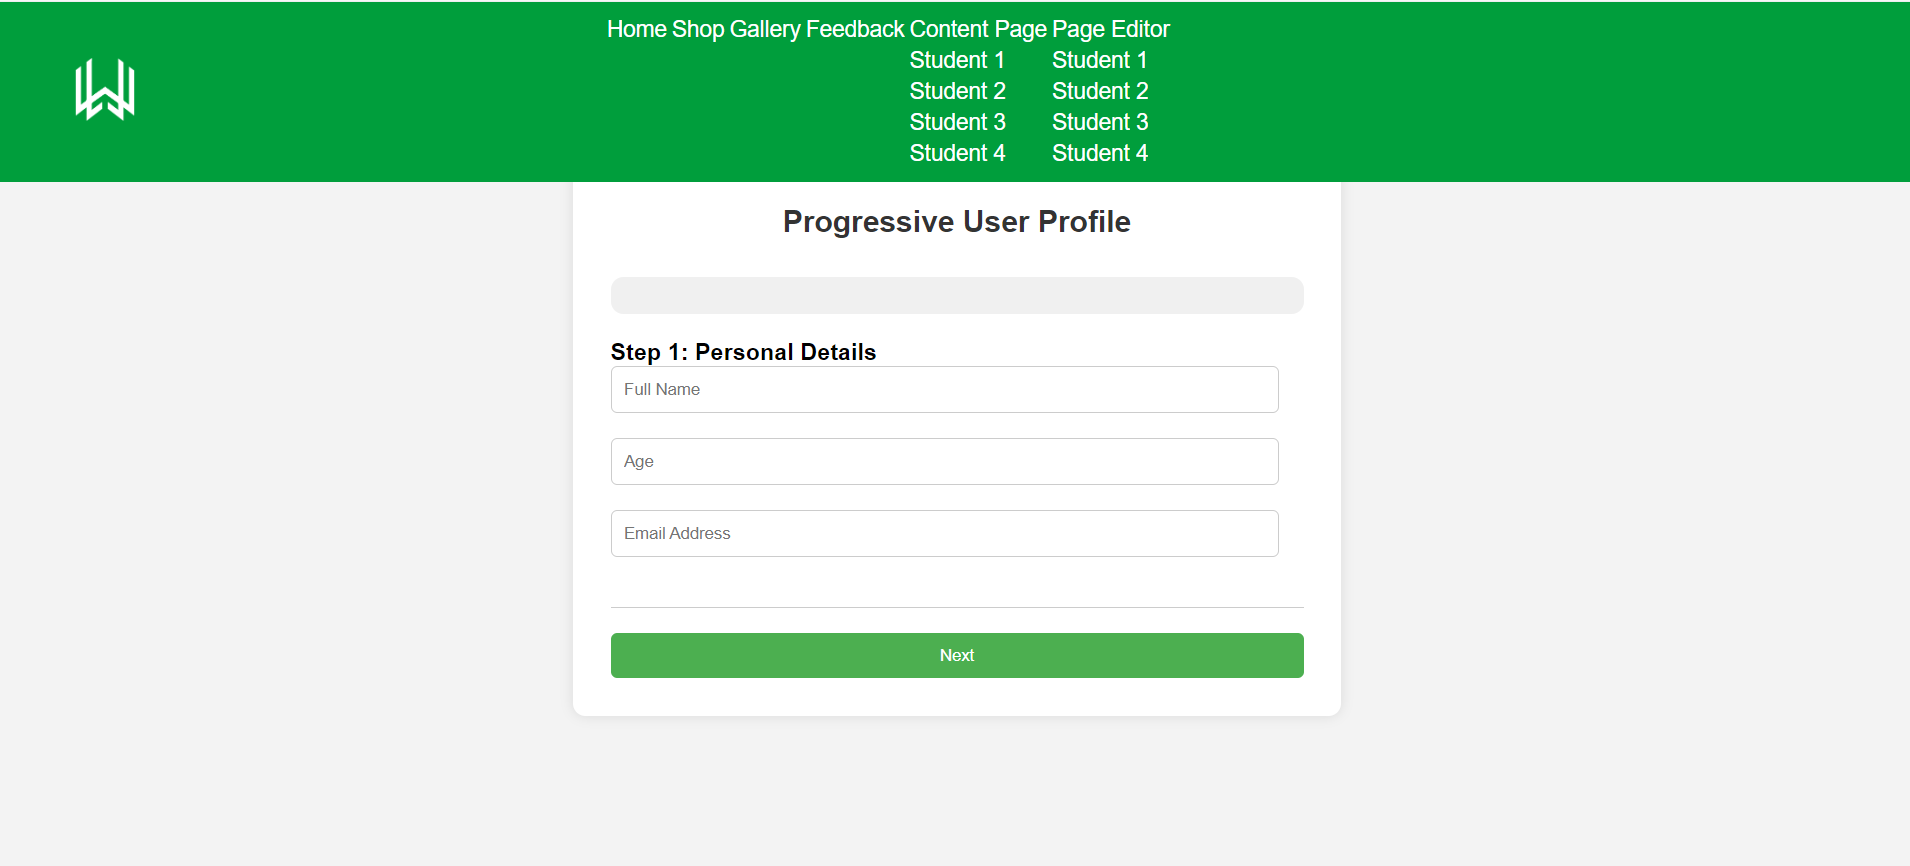 Home Shop Gallery Feedback Content Page Page Editor
Student 1 Student 1
Student 2 Student 2
Student 3 Student 3
Student 4 Student 4
Progressive User Profile
Step 1: Personal Details
Full Name
Age
Email Address
Next